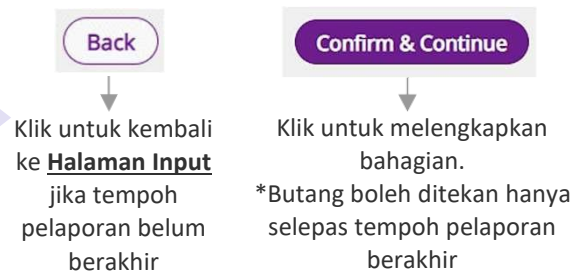 Back
Klik untuk kembali
ke Halaman Input
jika tempoh
pelaporan belum
berakhir
Confirm & Continue
Klik untuk melengkapkan
bahagian.
*Butang boleh ditekan hanya
selepas tempoh pelaporan
berakhir